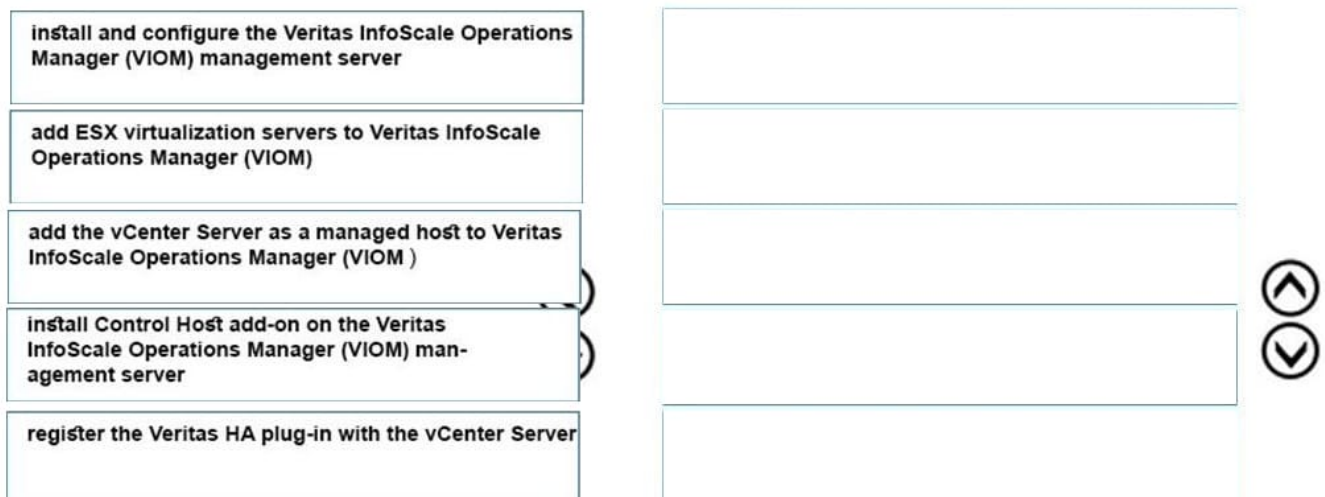 install and configure the Veritas InfoScale Operations
Manager (VIOM) management server
add ESX virtualization servers to Veritas InfoScale
Operations Manager (VIOM)
add the vCenter Server as a managed host to Veritas
InfoScale Operations Manager (VIOM )
install Control Host add-on on the Veritas
InfoScale Operations Manager (VIOM) man-
agement server
register the Veritas HA plug-in with the vCenter Server